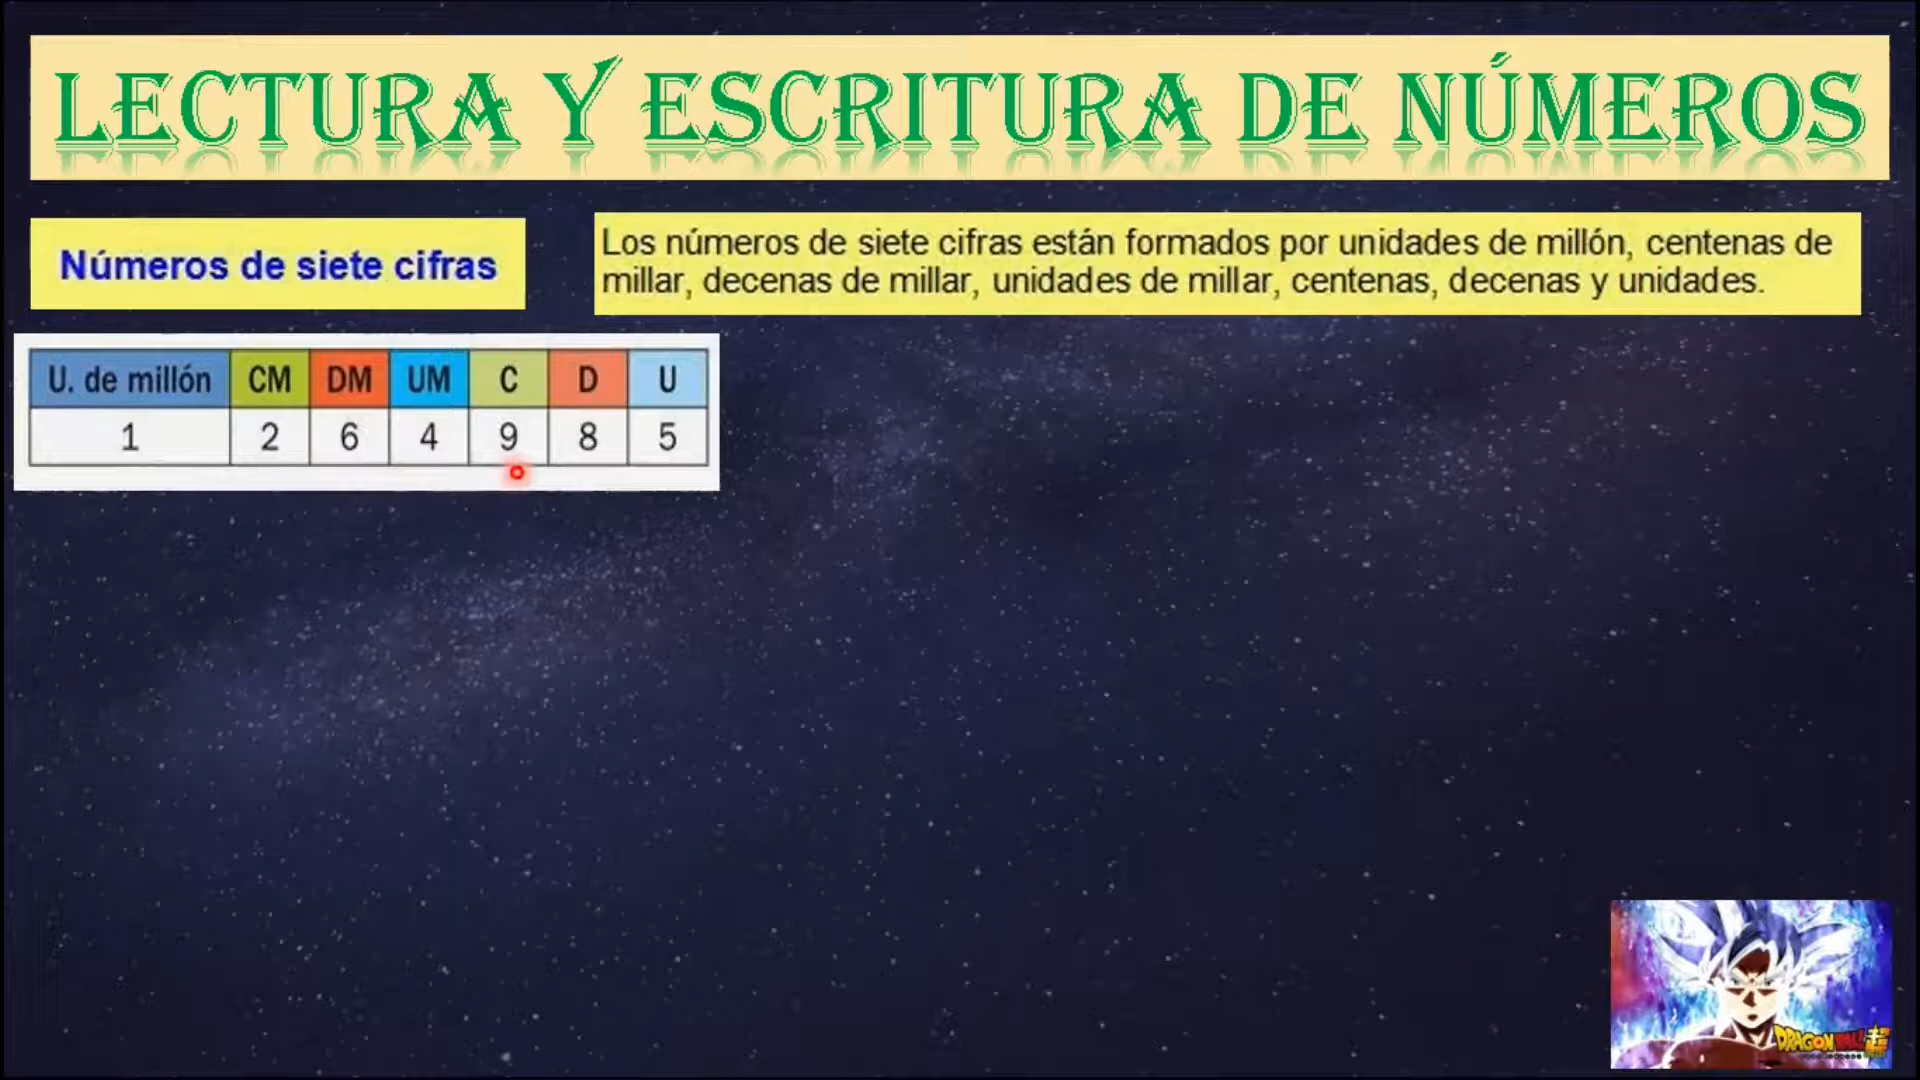 LECTURA Y ESCRITURA DE NÚMEROS
Números de siete cifras
Los números de siete cifras están formados por unidades de millón, centenas de
millar, decenas de millar, unidades de millar, centenas, decenas y unidades.
U. de millón CM DM UM C D U
1 2 6 4 9 8 5
DRAGON BALL